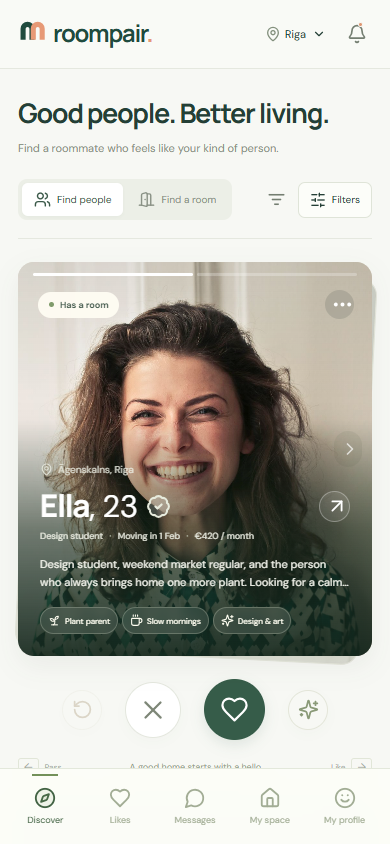 roompair.
Riga
Good people. Better living.
Find a roommate who feels like your kind of person.
Find people
Find a room
Filters
Has a room
Āgenskalns, Riga
Ella, 23
Design student · Moving in 1 Feb · €420 / month
Design student, weekend market regular, and the person
who always brings home one more plant. Looking for a calm...
Plant parent
Slow mornings
Design & art
Pass
A good home starts with a hello
Like
Discover
Likes
Messages
My space
My profile